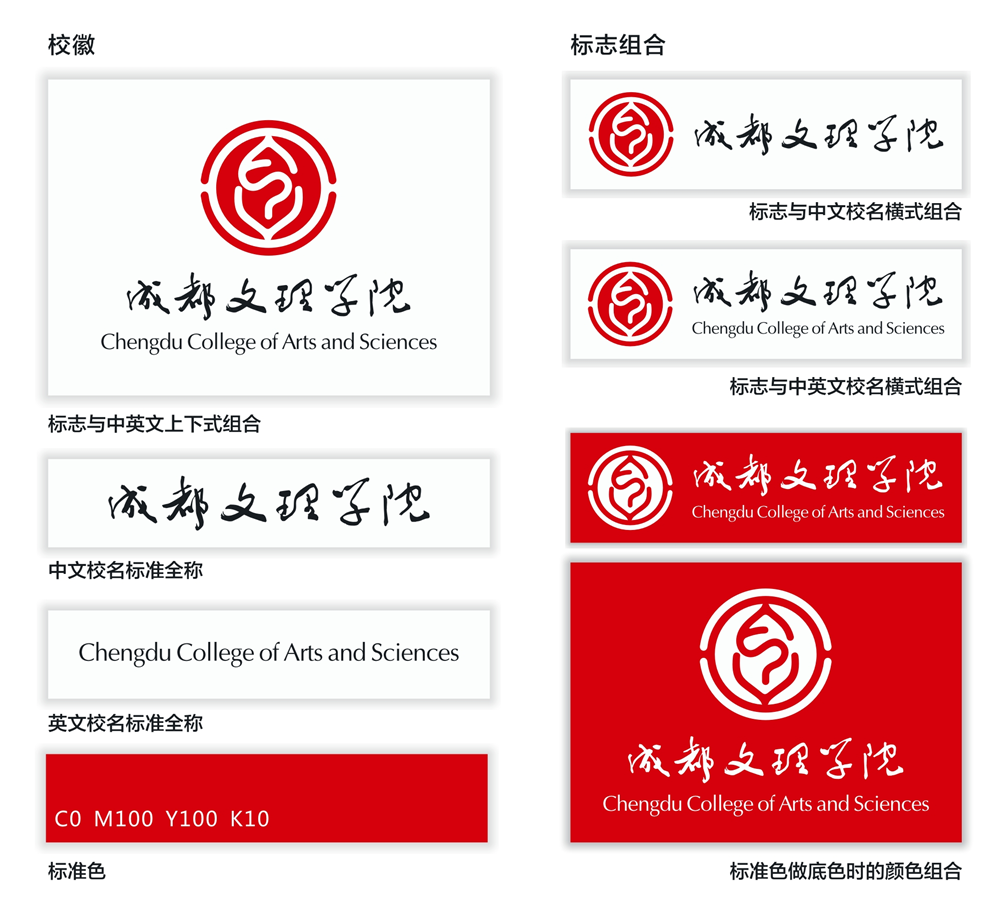 校徽
成都文理学院
Chengdu College of Arts and Sciences
标志与中英文上下式组合
成都文理学院
中文校名标准全称
Chengdu College of Arts and Sciences
英文校名标准全称
C0 M100 Y100 K10
标准色
标志组合
成都文理学院
标志与中文校名横式组合
成都文理学院
Chengdu College of Arts and Sciences
标志与中英文校名横式组合
成都文理学院
Chengdu College of Arts and Sciences
成都文理学院
Chengdu College of Arts and Sciences
标准色做底色时的颜色组合